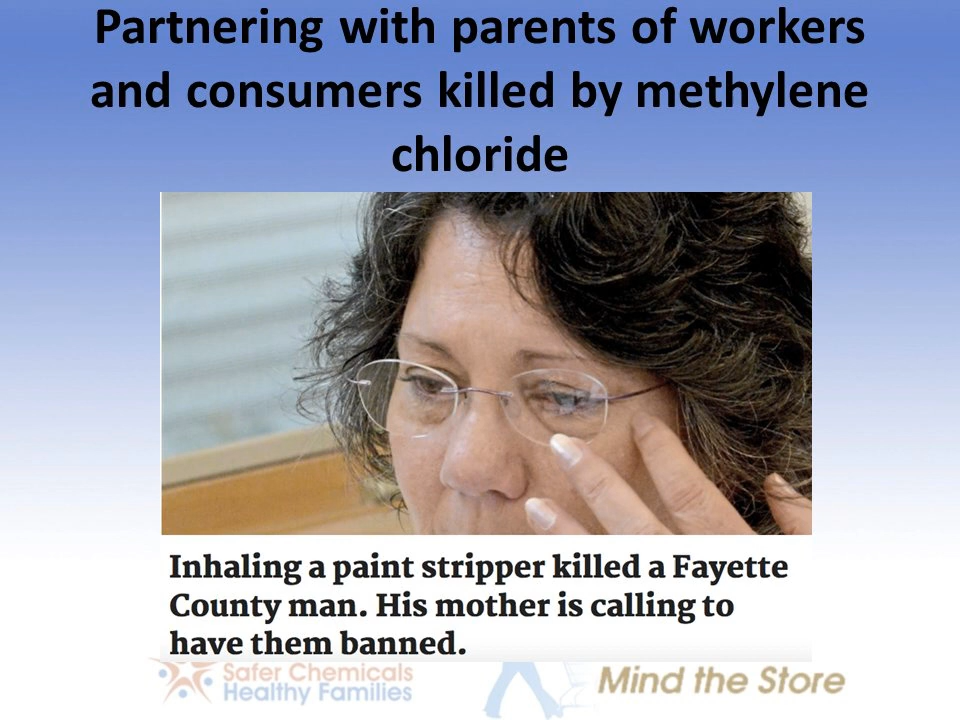 Partnering with parents of workers
and consumers killed by methylene
chloride
Inhaling a paint stripper killed a Fayette
County man. His mother is calling to
have them banned.
Safer Chemicals
Healthy Families
Mind the Store